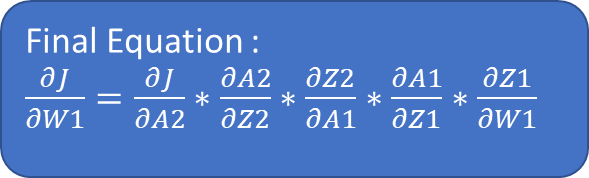 Final Equation :
∂J/∂W1 = ∂J/∂A2 * ∂A2/∂Z2 * ∂Z2/∂A1 * ∂A1/∂Z1 * ∂Z1/∂W1